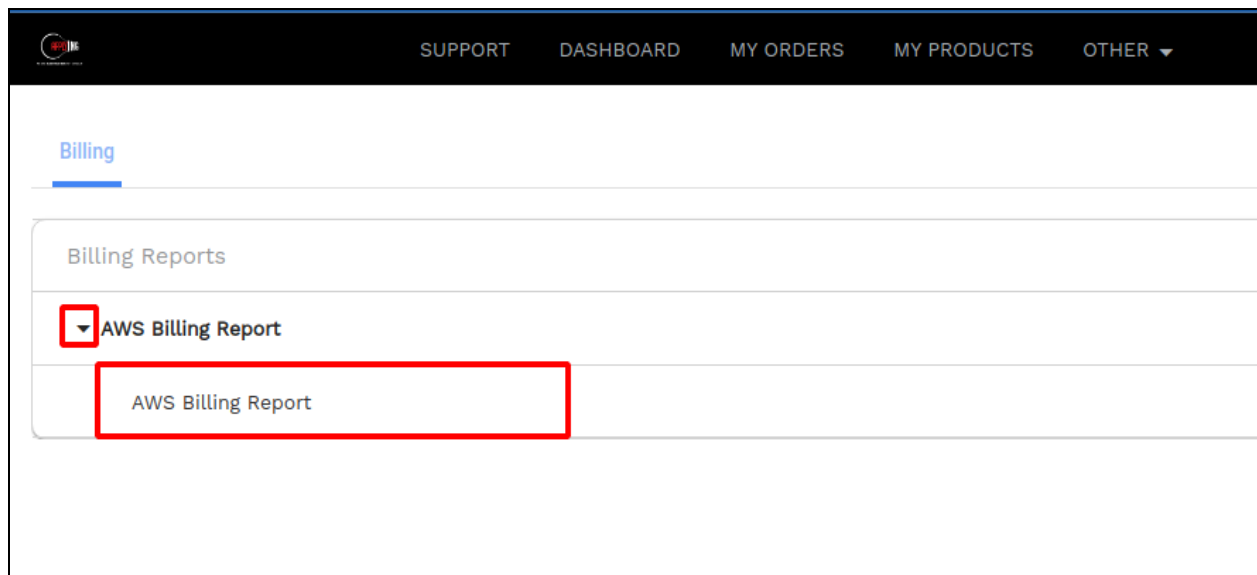 SUPPORT DASHBOARD MY ORDERS MY PRODUCTS OTHER
Billing
Billing Reports
AWS Billing Report
AWS Billing Report